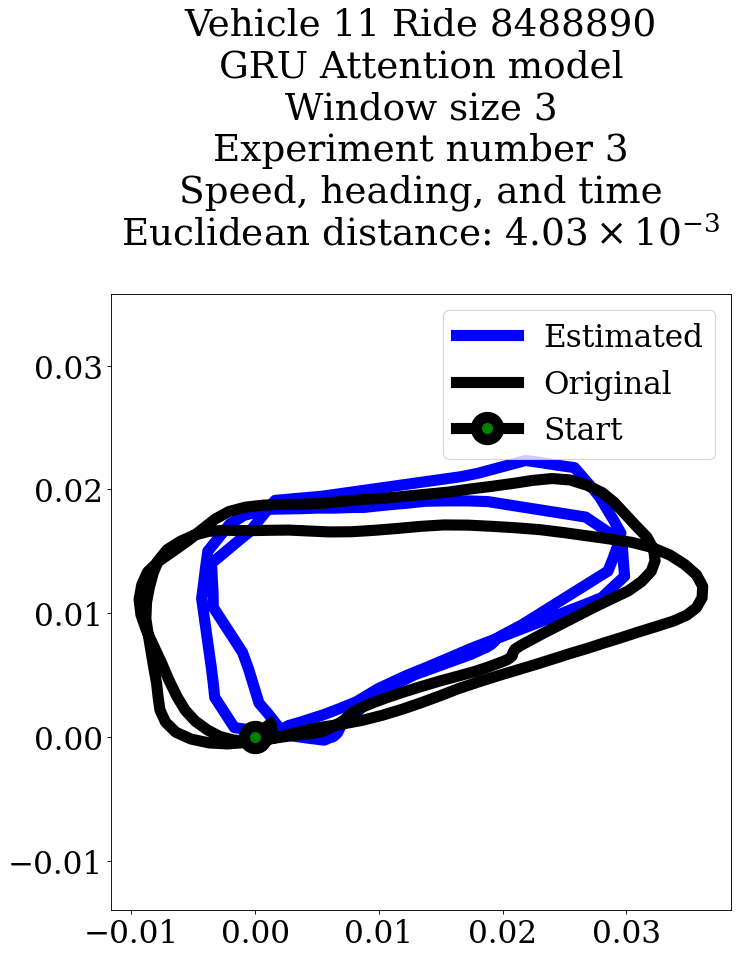 Vehicle 11 Ride 8488890
GRU Attention model
Window size 3
Experiment number 3
Speed, heading, and time
Euclidean distance: 4.03 × 10⁻³
Estimated
Original
Start
0.03
0.02
0.01
0.00
−0.01
−0.01 0.00 0.01 0.02 0.03